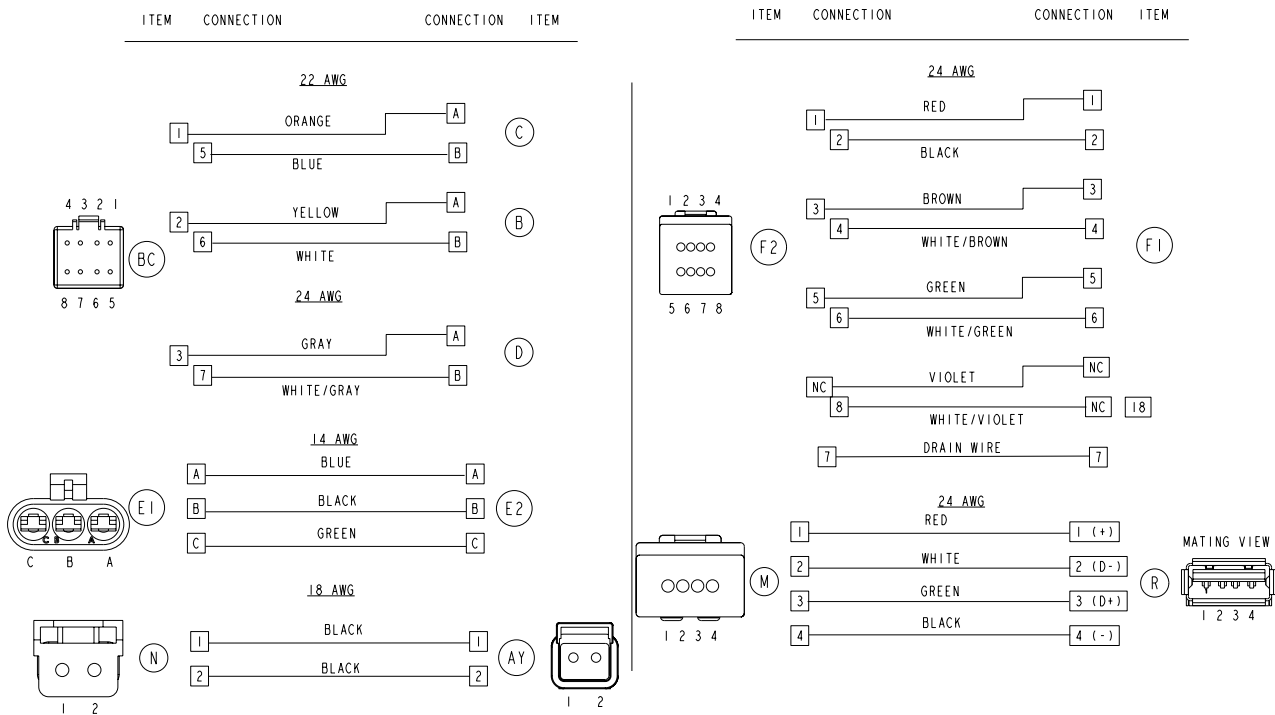 ITEM CONNECTION CONNECTION ITEM
22 AWG
1 ORANGE A
C
5 BLUE B
2 YELLOW A
B
6 WHITE B
4 3 2 1
BC
8 7 6 5
24 AWG
3 GRAY A
D
7 WHITE/GRAY B
14 AWG
A BLUE A
E1
B BLACK B
E2
C GREEN C
C B A
C B A
18 AWG
1 BLACK 1
N
AY
2 BLACK 2
1 2
1 2
ITEM CONNECTION CONNECTION ITEM
24 AWG
1 RED 1
2 BLACK 2
3 BROWN 3
4 WHITE/BROWN 4
1 2 3 4
F2
F1
5 6 7 8
5 GREEN 5
6 WHITE/GREEN 6
NC VIOLET NC
8 WHITE/VIOLET NC 18
7 DRAIN WIRE 7
24 AWG
1 RED 1 (+)
2 WHITE 2 (D-)
M
R
3 GREEN 3 (D+)
4 BLACK 4 (-)
1 2 3 4
MATING VIEW
1 2 3 4